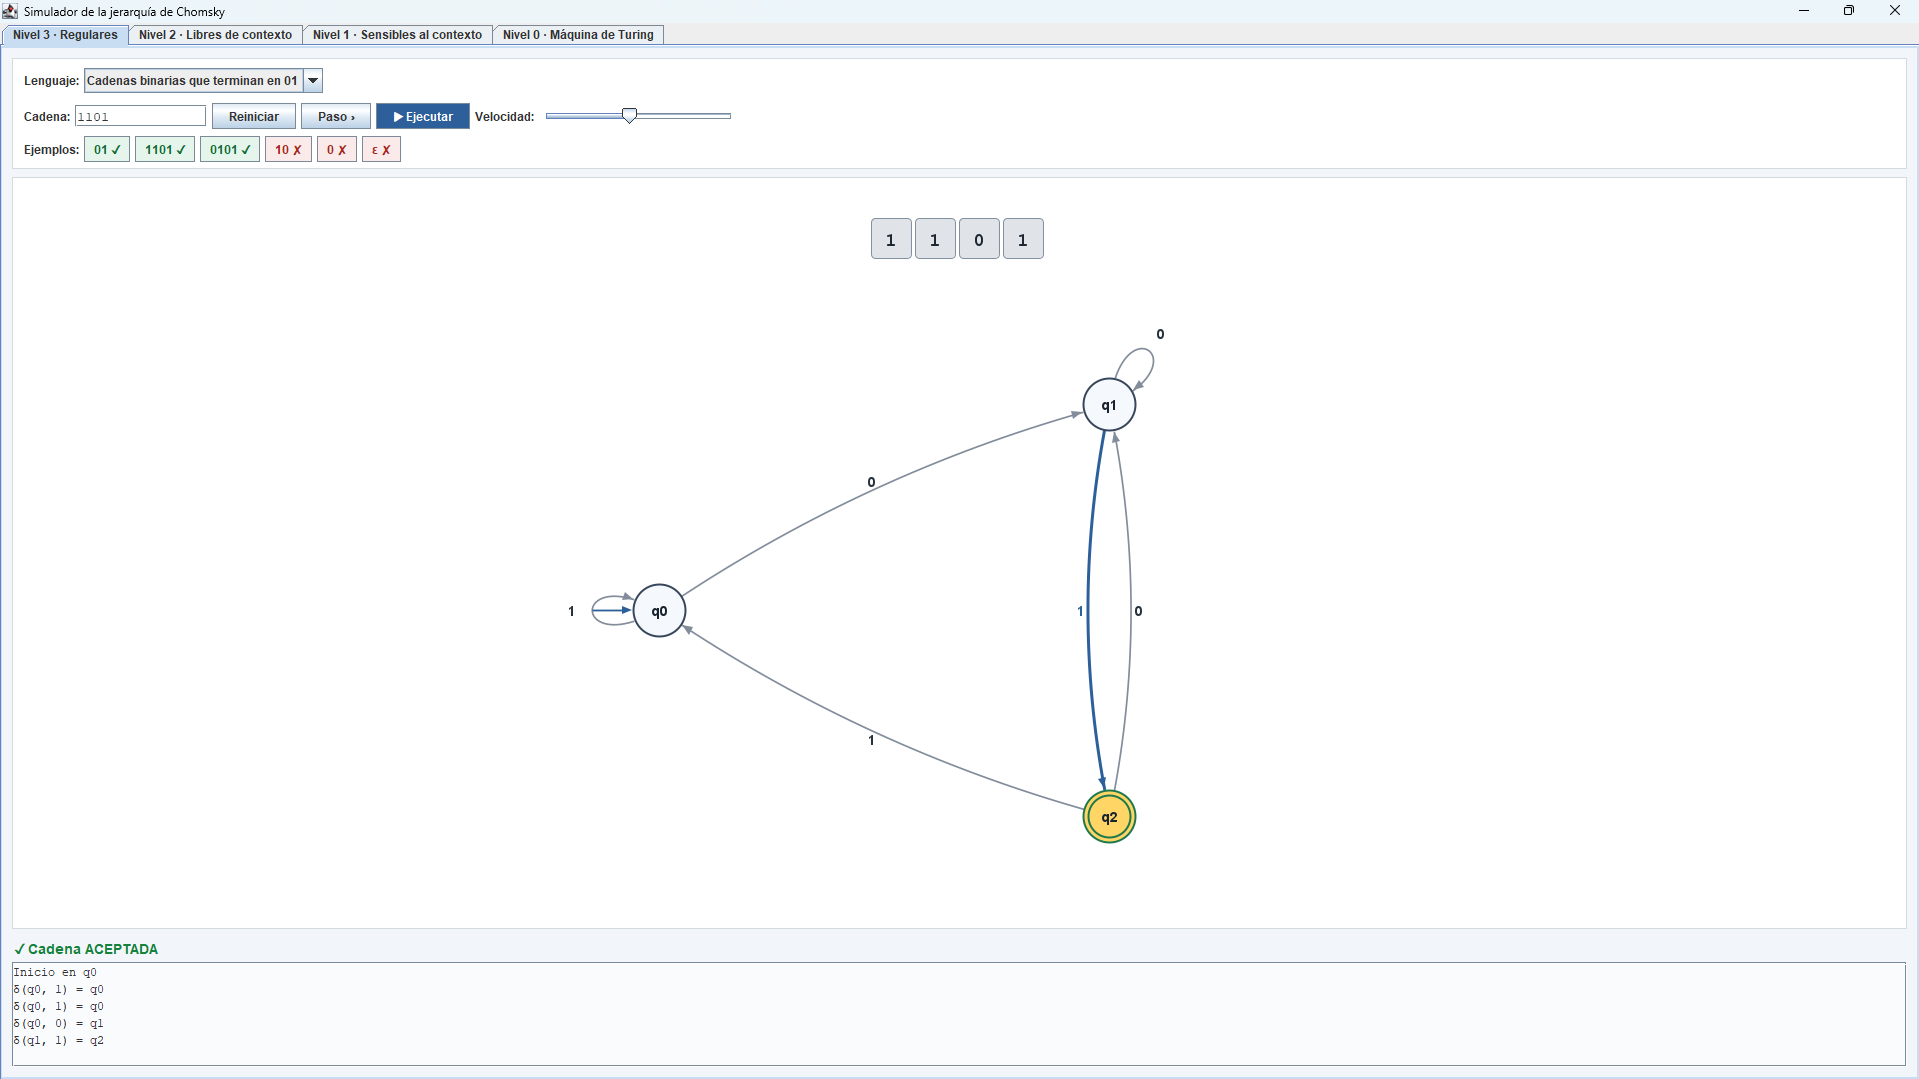 Simulador de la jerarquía de Chomsky
Nivel 3 · Regulares Nivel 2 · Libres de contexto Nivel 1 · Sensibles al contexto Nivel 0 · Máquina de Turing
Lenguaje: Cadenas binarias que terminan en 01
Cadena: 1101 Reiniciar Paso › ▶ Ejecutar Velocidad:
Ejemplos: 01 ✓ 1101 ✓ 0101 ✓ 10 ✗ 0 ✗ ε ✗
1 1 0 1
0
q1
0
1 q0 1 0
1
q2
✓ Cadena ACEPTADA
Inicio en q0
δ(q0, 1) = q0
δ(q0, 1) = q0
δ(q0, 0) = q1
δ(q1, 1) = q2